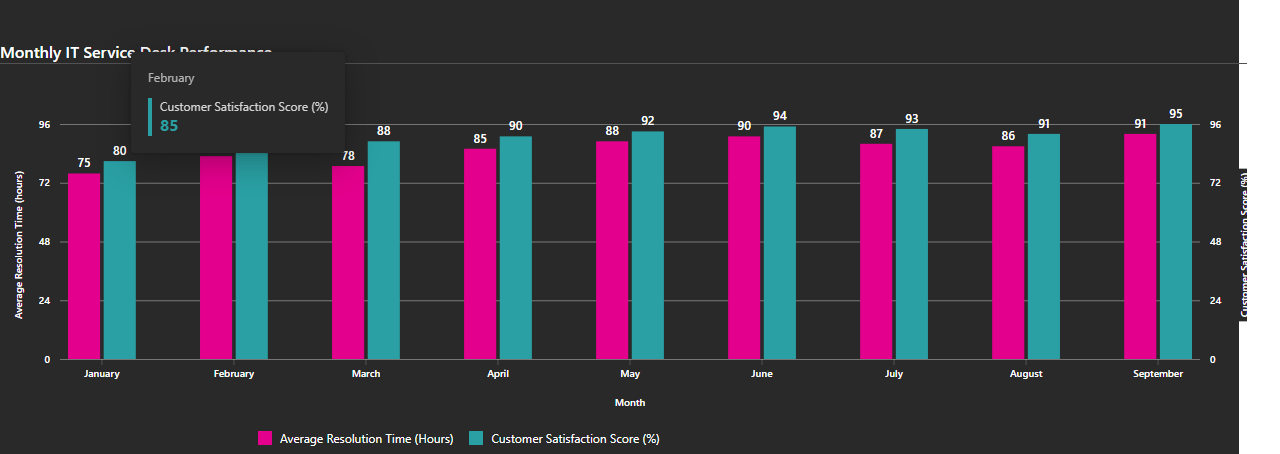 Monthly IT Service Desk Performance
February
Customer Satisfaction Score (%)
85
96
72
48
24
0
Average Resolution Time (hours)
75 80 78 88 85 90 88 92 90 94 87 93 86 91 91 95
96
72
48
24
0
Customer Satisfaction Score (%)
January February March April May June July August September
Month
Average Resolution Time (Hours) Customer Satisfaction Score (%)